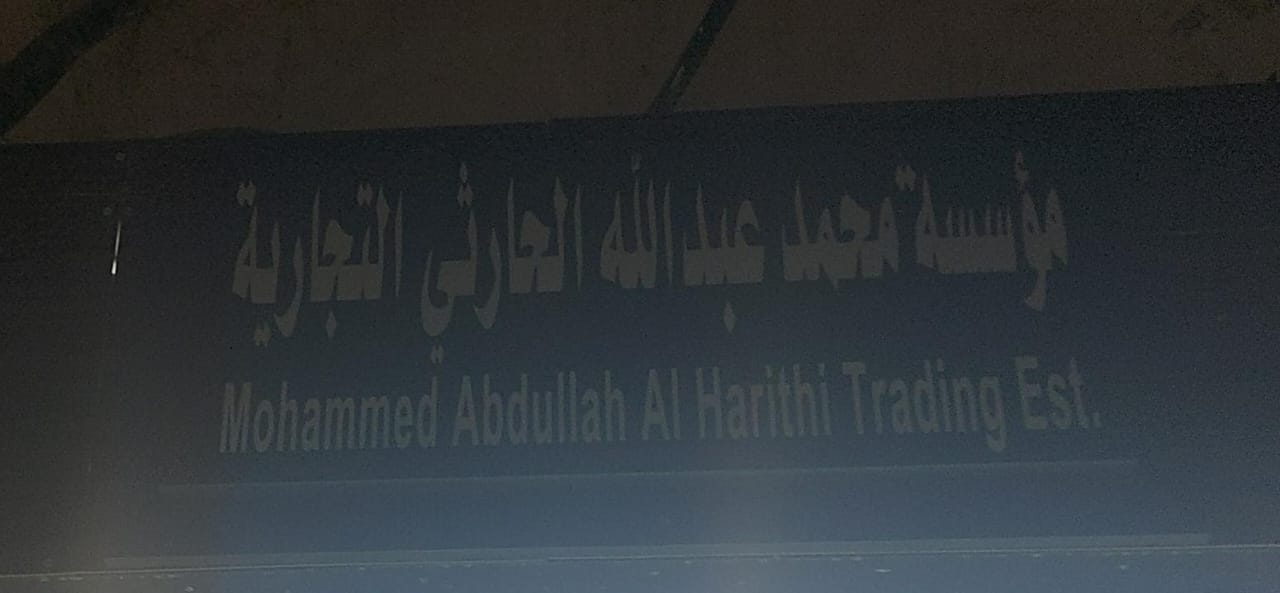 مؤسسة محمد عبدالله الحارثي التجارية
Mohammed Abdullah Al Harithi Trading Est.